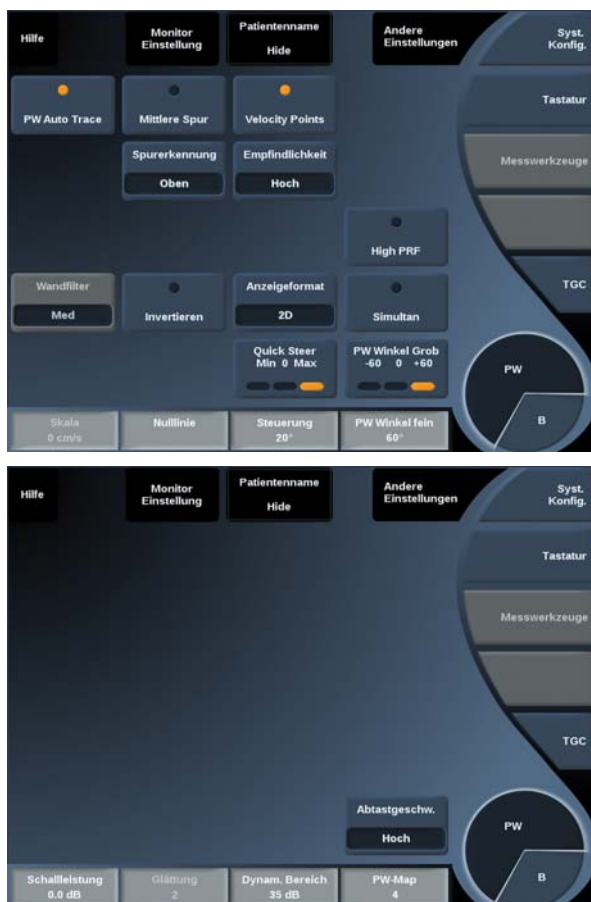 Hilfe
Monitor
Einstellung
Patientenname
Hide
Andere
Einstellungen
Syst.
Konfig.
PW Auto Trace
Mittlere Spur
Velocity Points
Tastatur
Spurerkennung
Oben
Empfindlichkeit
Hoch
Messwerkzeuge
High PRF
Wandfilter
Med
Invertieren
Anzeigeformat
2D
Simultan
TGC
Quick Steer
Min 0 Max
PW Winkel Grob
-60 0 +60
PW
B
Skala
0 cm/s
Nulllinie
Steuerung
20°
PW Winkel fein
60°
Hilfe
Monitor
Einstellung
Patientenname
Hide
Andere
Einstellungen
Syst.
Konfig.
Tastatur
Messwerkzeuge
TGC
Abtastgeschw.
Hoch
PW
B
Schallleistung
0.0 dB
Glättung
2
Dynam. Bereich
35 dB
PW-Map
4